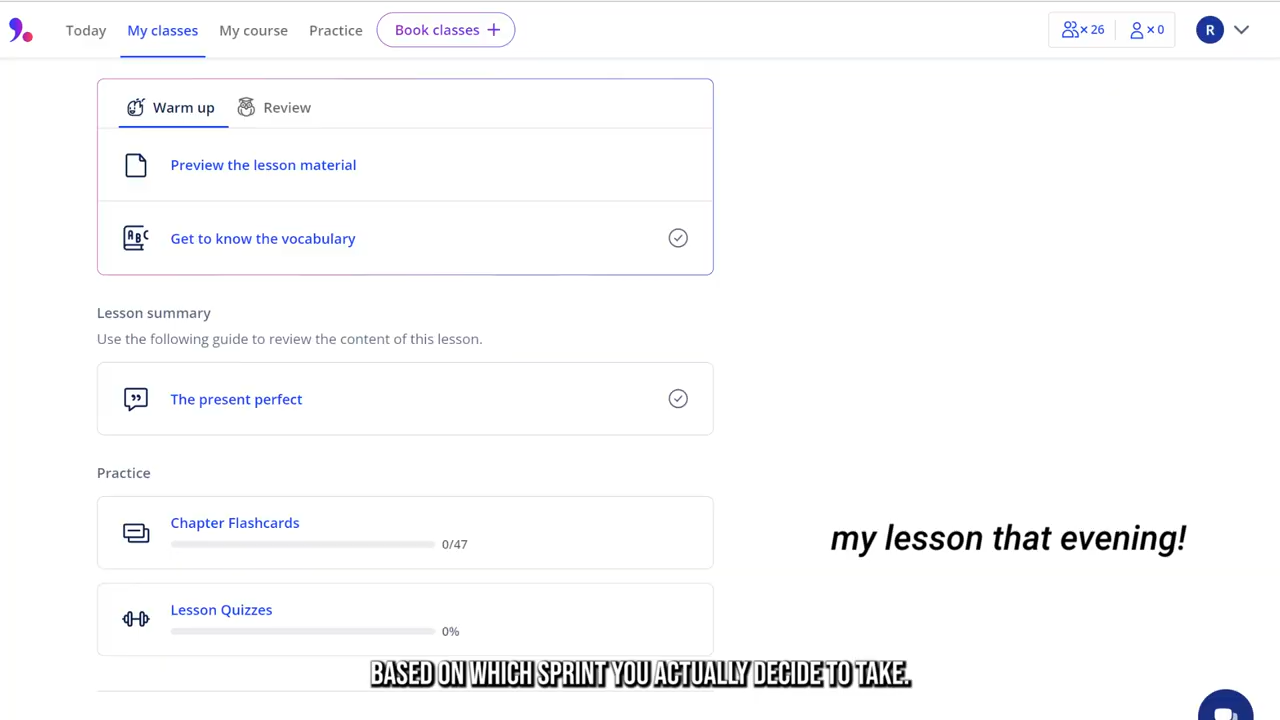 Today My classes My course Practice Book classes + × 26 × 0 R
Warm up Review
Preview the lesson material
ABC Get to know the vocabulary
Lesson summary
Use the following guide to review the content of this lesson.
The present perfect
Practice
Chapter Flashcards
0/47
my lesson that evening!
Lesson Quizzes
0%
BASED ON WHICH SPRINT YOU ACTUALLY DECIDE TO TAKE.